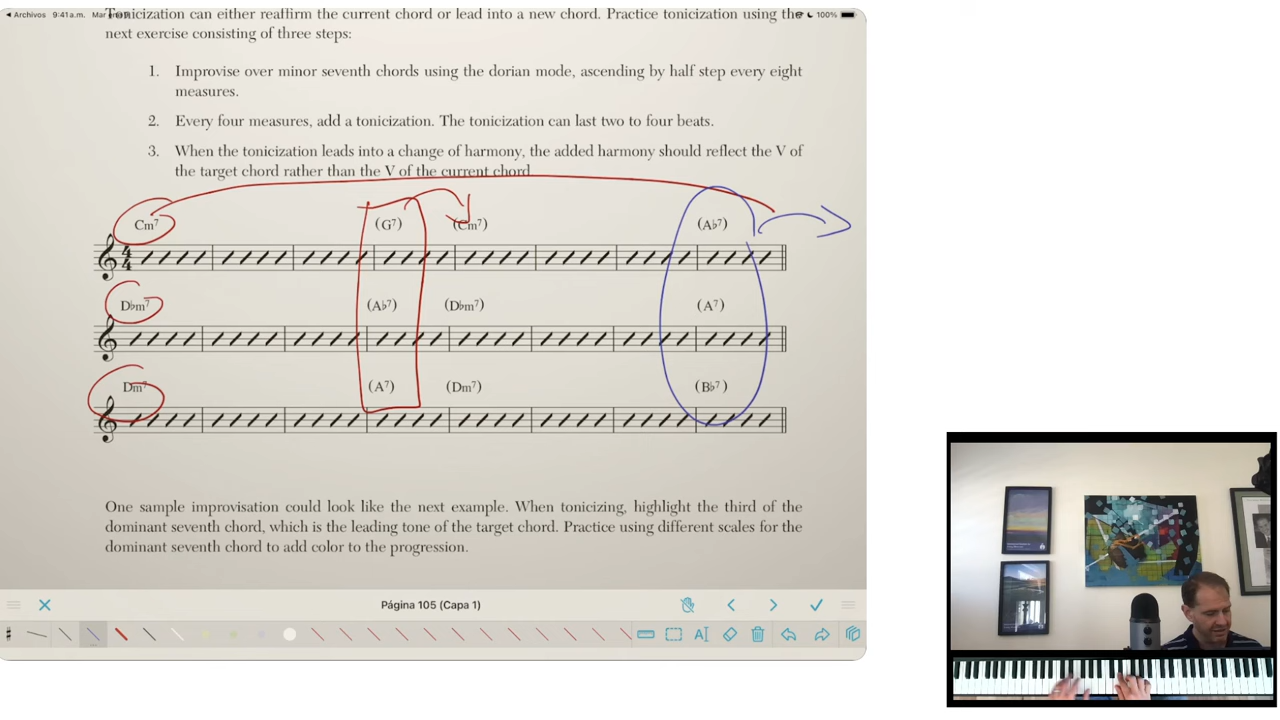 Archivos 9:41 a.m. Mar 100%
Tonicization can either reaffirm the current chord or lead into a new chord. Practice tonicization using the
next exercise consisting of three steps:
1. Improvise over minor seventh chords using the dorian mode, ascending by half step every eight
measures.
2. Every four measures, add a tonicization. The tonicization can last two to four beats.
3. When the tonicization leads into a change of harmony, the added harmony should reflect the V of
the target chord rather than the V of the current chord.
Cm7 (G7) (Cm7) (A♭7)
4
4
D♭m7 (A♭7) (D♭m7) (A7)
Dm7 (A7) (Dm7) (B♭7)
One sample improvisation could look like the next example. When tonicizing, highlight the third of the
dominant seventh chord, which is the leading tone of the target chord. Practice using different scales for the
dominant seventh chord to add color to the progression.
Página 105 (Capa 1)
A